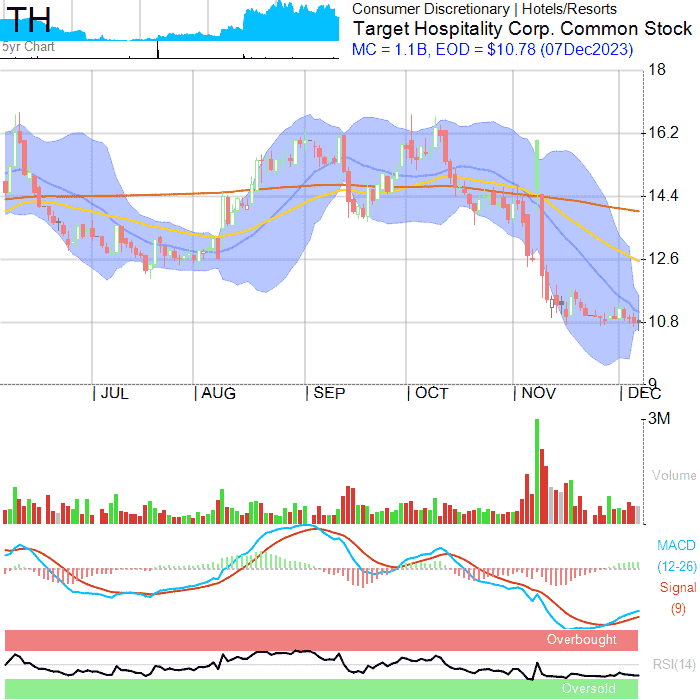 TH
5yr Chart
Consumer Discretionary | Hotels/Resorts
Target Hospitality Corp. Common Stock
MC = 1.1B, EOD = $10.78 (07Dec2023)
18
16.2
14.4
12.6
10.8
9
| JUL | AUG | SEP | OCT | NOV | DEC
3M
Volume
MACD
(12-26)
Signal
(9)
Overbought
RSI(14)
Oversold